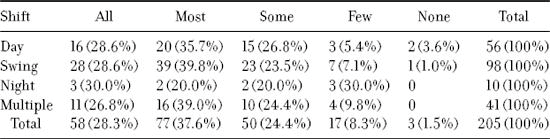 Shift All Most Some Few None Total
Day 16 (28.6%) 20 (35.7%) 15 (26.8%) 3 (5.4%) 2 (3.6%) 56 (100%)
Swing 28 (28.6%) 39 (39.8%) 23 (23.5%) 7 (7.1%) 1 (1.0%) 98 (100%)
Night 3 (30.0%) 2 (20.0%) 2 (20.0%) 3 (30.0%) 0 10 (100%)
Multiple 11 (26.8%) 16 (39.0%) 10 (24.4%) 4 (9.8%) 0 41 (100%)
Total 58 (28.3%) 77 (37.6%) 50 (24.4%) 17 (8.3%) 3 (1.5%) 205 (100%)